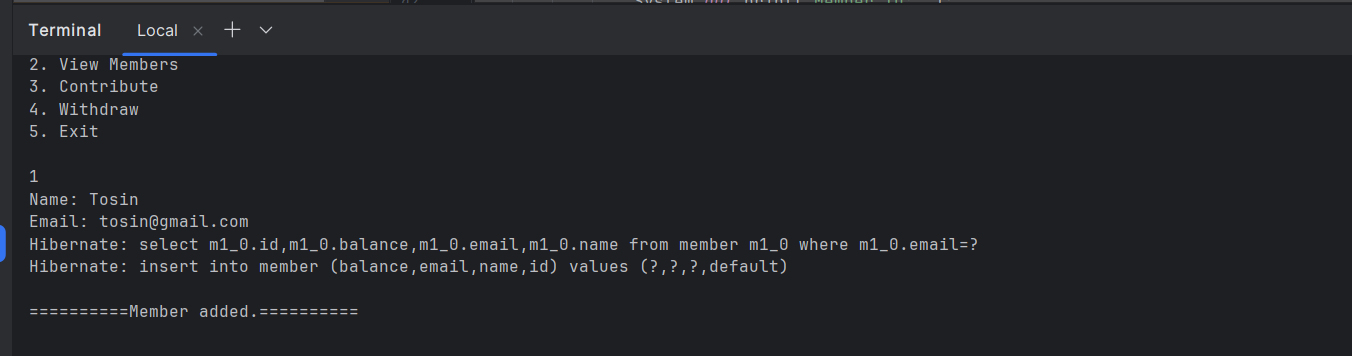 Terminal Local
2. View Members
3. Contribute
4. Withdraw
5. Exit
1
Name: Tosin
Email: tosin@gmail.com
Hibernate: select m1_0.id,m1_0.balance,m1_0.email,m1_0.name from member m1_0 where m1_0.email=?
Hibernate: insert into member (balance,email,name,id) values (?,?,?,default)
==========Member added.==========